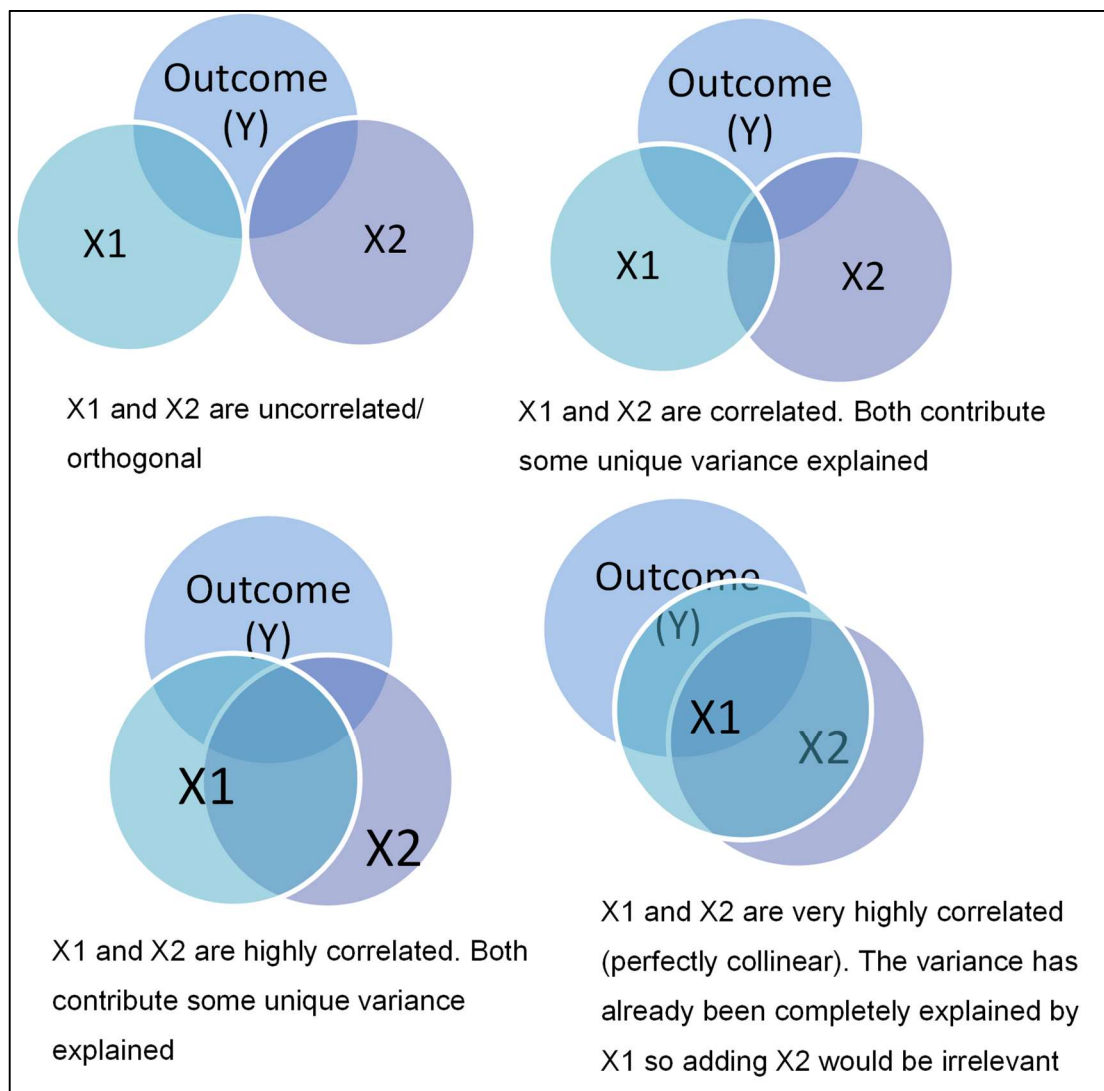 Outcome
(Y)
X1
X2
X1 and X2 are uncorrelated/
orthogonal
Outcome
(Y)
X1
X2
X1 and X2 are correlated. Both contribute
some unique variance explained
Outcome
(Y)
X1
X2
X1 and X2 are highly correlated. Both
contribute some unique variance
explained
Outcome
(Y)
X1
X2
X1 and X2 are very highly correlated
(perfectly collinear). The variance has
already been completely explained by
X1 so adding X2 would be irrelevant